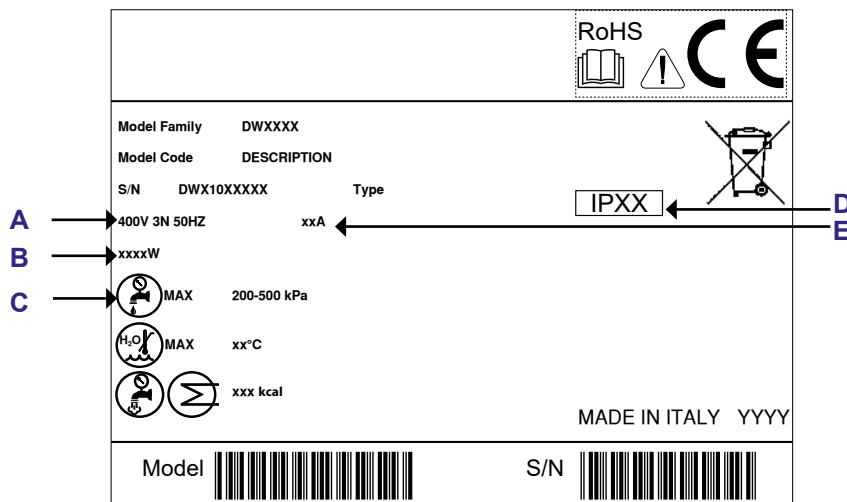 RoHS
CE
Model Family DWXXXX
Model Code DESCRIPTION
S/N DWX10XXXXX Type
IPXX
D
A 400V 3N 50HZ xxA E
B xxxxW
C MAX 200-500 kPa
H₂O MAX xx°C
xxx kcal
MADE IN ITALY YYYY
Model S/N